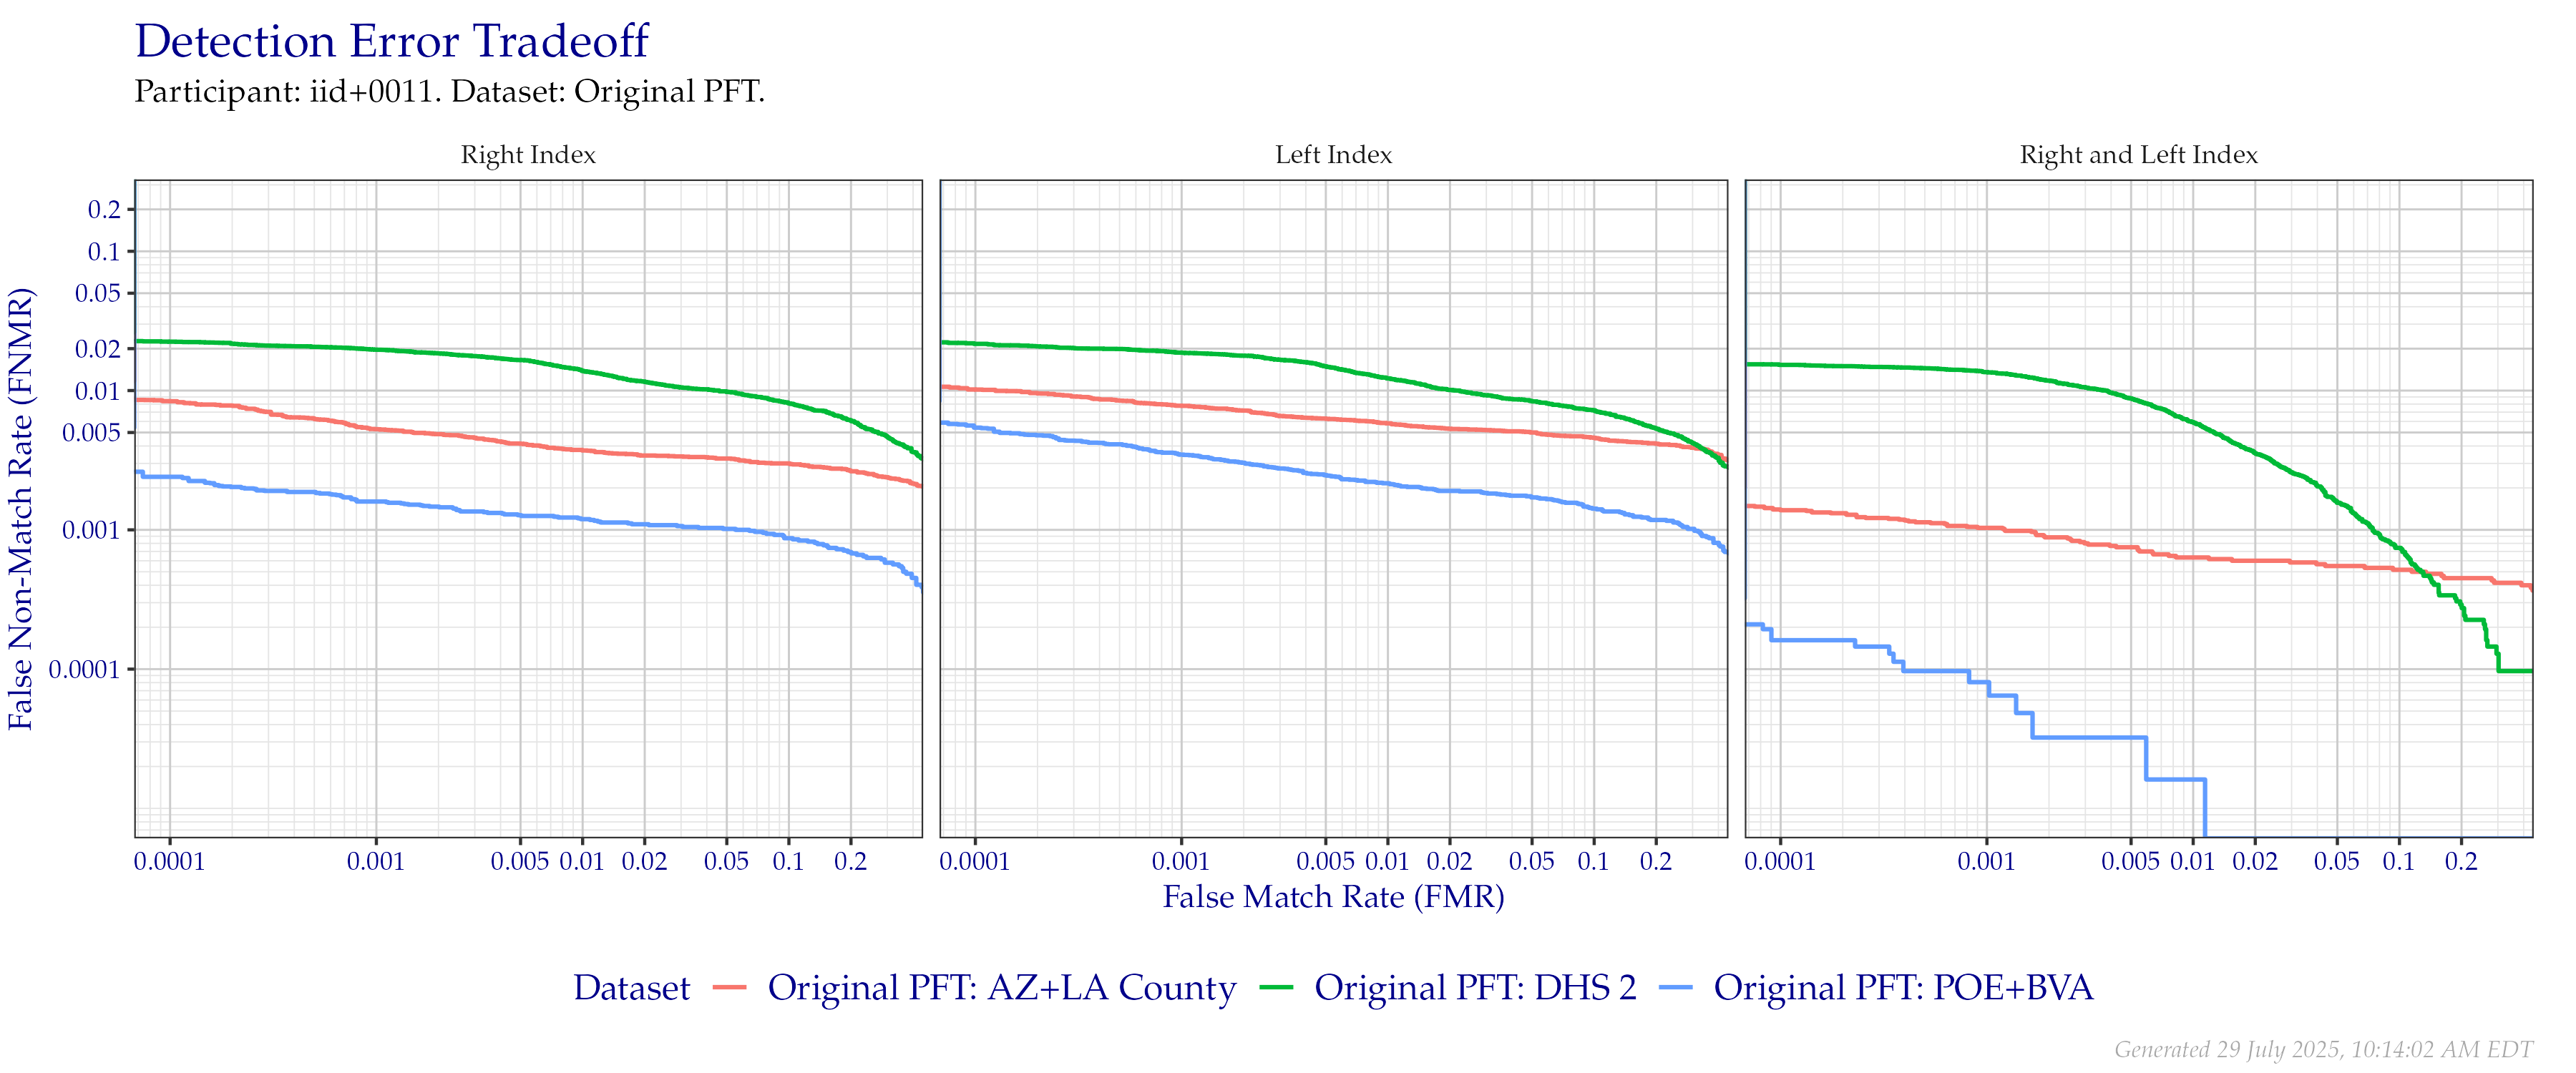 Detection Error Tradeoff
Participant: iid+0011. Dataset: Original PFT.
Right Index
Left Index
Right and Left Index
False Non-Match Rate (FNMR)
0.2
0.1
0.05
0.02
0.01
0.005
0.001
0.0001
0.0001 0.001 0.005 0.01 0.02 0.05 0.1 0.2
0.0001 0.001 0.005 0.01 0.02 0.05 0.1 0.2
0.0001 0.001 0.005 0.01 0.02 0.05 0.1 0.2
False Match Rate (FMR)
Dataset Original PFT: AZ+LA County Original PFT: DHS 2 Original PFT: POE+BVA
Generated 29 July 2025, 10:14:02 AM EDT